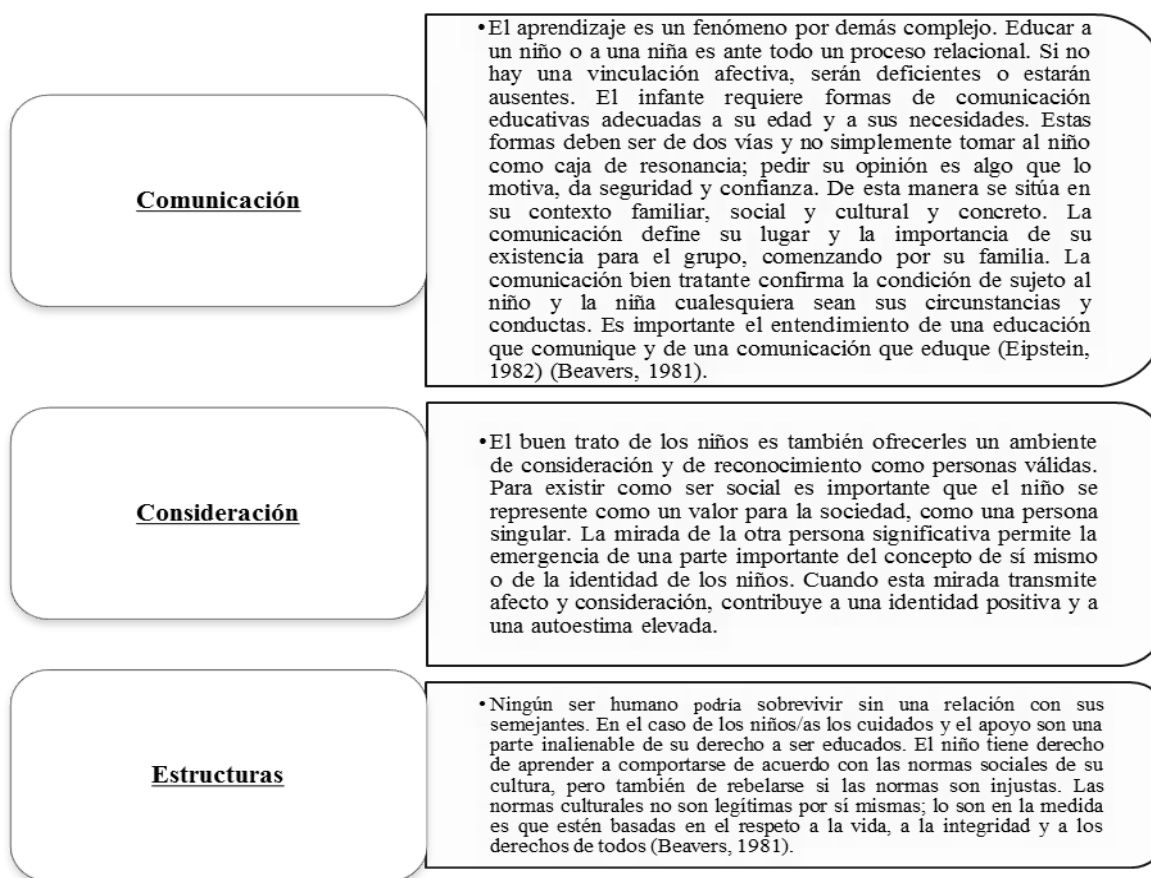 Comunicación
•El aprendizaje es un fenómeno por demás complejo. Educar a
un niño o a una niña es ante todo un proceso relacional. Si no
hay una vinculación afectiva, serán deficientes o estarán
ausentes. El infante requiere formas de comunicación
educativas adecuadas a su edad y a sus necesidades. Estas
formas deben ser de dos vías y no simplemente tomar al niño
como caja de resonancia; pedir su opinión es algo que lo
motiva, da seguridad y confianza. De esta manera se sitúa en
su contexto familiar, social y cultural y concreto. La
comunicación define su lugar y la importancia de su
existencia para el grupo, comenzando por su familia. La
comunicación bien tratante confirma la condición de sujeto al
niño y la niña cualesquiera sean sus circunstancias y
conductas. Es importante el entendimiento de una educación
que comunique y de una comunicación que eduque (Eipstein,
1982) (Beavers, 1981).
Consideración
•El buen trato de los niños es también ofrecerles un ambiente
de consideración y de reconocimiento como personas válidas.
Para existir como ser social es importante que el niño se
represente como un valor para la sociedad, como una persona
singular. La mirada de la otra persona significativa permite la
emergencia de una parte importante del concepto de sí mismo
o de la identidad de los niños. Cuando esta mirada transmite
afecto y consideración, contribuye a una identidad positiva y a
una autoestima elevada.
Estructuras
•Ningún ser humano podria sobrevivir sin una relación con sus
semejantes. En el caso de los niños/as los cuidados y el apoyo son una
parte inalienable de su derecho a ser educados. El niño tiene derecho
de aprender a comportarse de acuerdo con las normas sociales de su
cultura, pero también de rebelarse si las normas son injustas. Las
normas culturales no son legítimas por sí mismas; lo son en la medida
es que estén basadas en el respeto a la vida, a la integridad y a los
derechos de todos (Beavers, 1981).